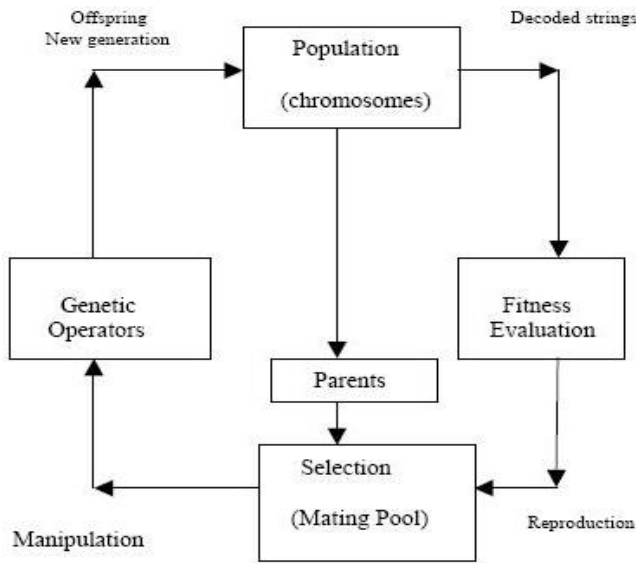 Offspring
New generation
Decoded strings
Population
(chromosomes)
Genetic
Operators
Fitness
Evaluation
Parents
Selection
(Mating Pool)
Manipulation
Reproduction